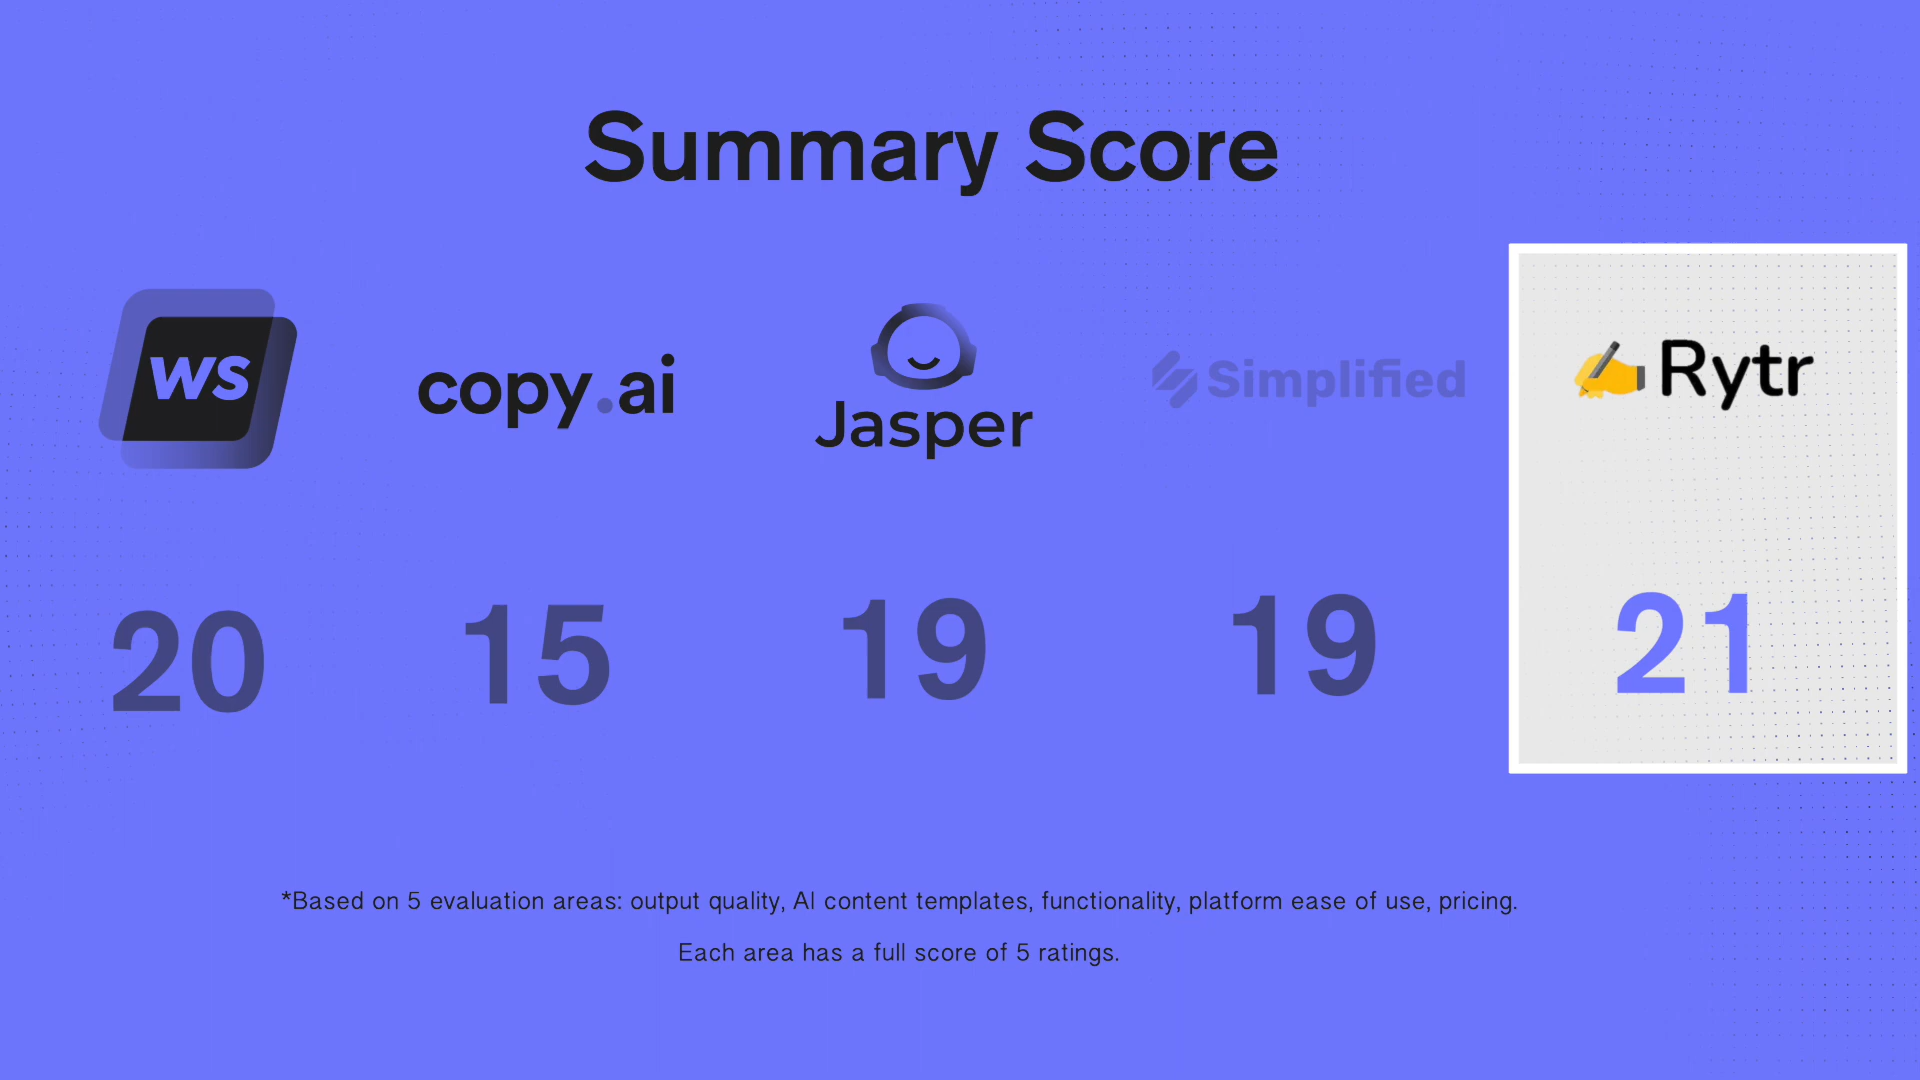 Summary Score
WS
copy.ai
Jasper
Simplified
Rytr
20
15
19
19
21
*Based on 5 evaluation areas: output quality, AI content templates, functionality, platform ease of use, pricing.
Each area has a full score of 5 ratings.